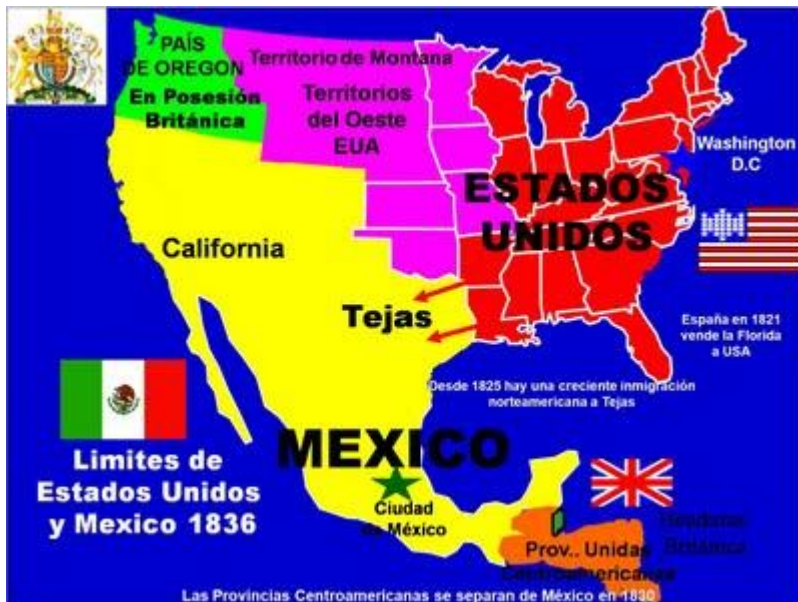 PAÍS
DE OREGON
En Posesión
Británica
Territorio de Montana
Territorios
del Oeste
EUA
Washington
D.C
ESTADOS
UNIDOS
California
Tejas
España en 1821
vende la Florida
a USA
Desde 1825 hay una creciente inmigración
norteamericana a Tejas
MEXICO
Limites de
Estados Unidos
y Mexico 1836
Ciudad
de México
Honduras
Británica
Prov.. Unidas
Centroamericanas
Las Provincias Centroamericanas se separan de México en 1830